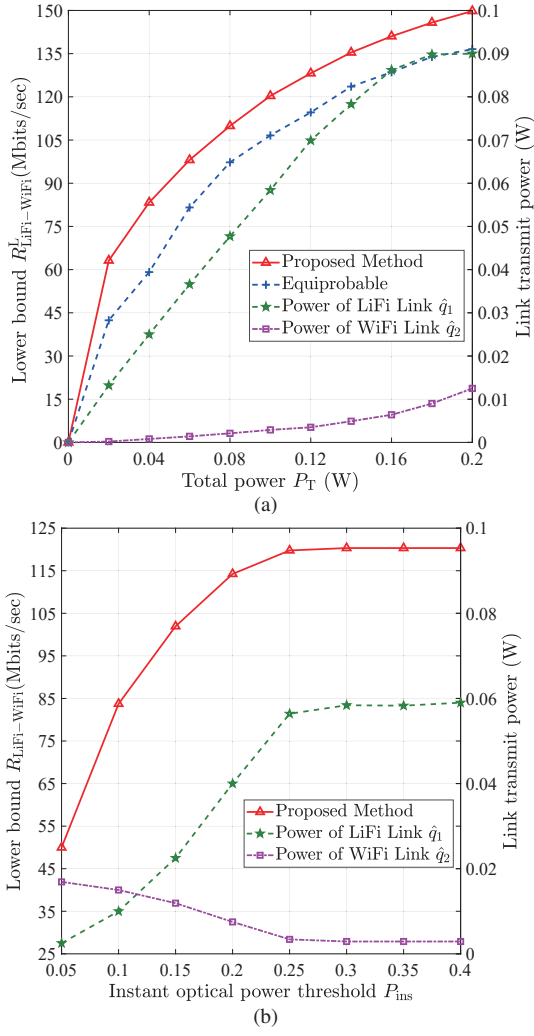 150
135
120
105
90
75
60
45
30
15
0
Lower bound R^L_LiFi−WiFi(Mbits/sec)
0.1
0.09
0.08
0.07
0.06
0.05
0.04
0.03
0.02
0.01
0
Link transmit power (W)
Proposed Method
Equiprobable
Power of LiFi Link q̂₁
Power of WiFi Link q̂₂
0 0.04 0.08 0.12 0.16 0.2
Total power P_T (W)
(a)
125
115
105
95
85
75
65
55
45
35
25
Lower bound R_LiFi−WiFi(Mbits/sec)
0.1
0.08
0.06
0.04
0.02
0
Link transmit power (W)
Proposed Method
Power of LiFi Link q̂₁
Power of WiFi Link q̂₂
0.05 0.1 0.15 0.2 0.25 0.3 0.35 0.4
Instant optical power threshold P_ins
(b)